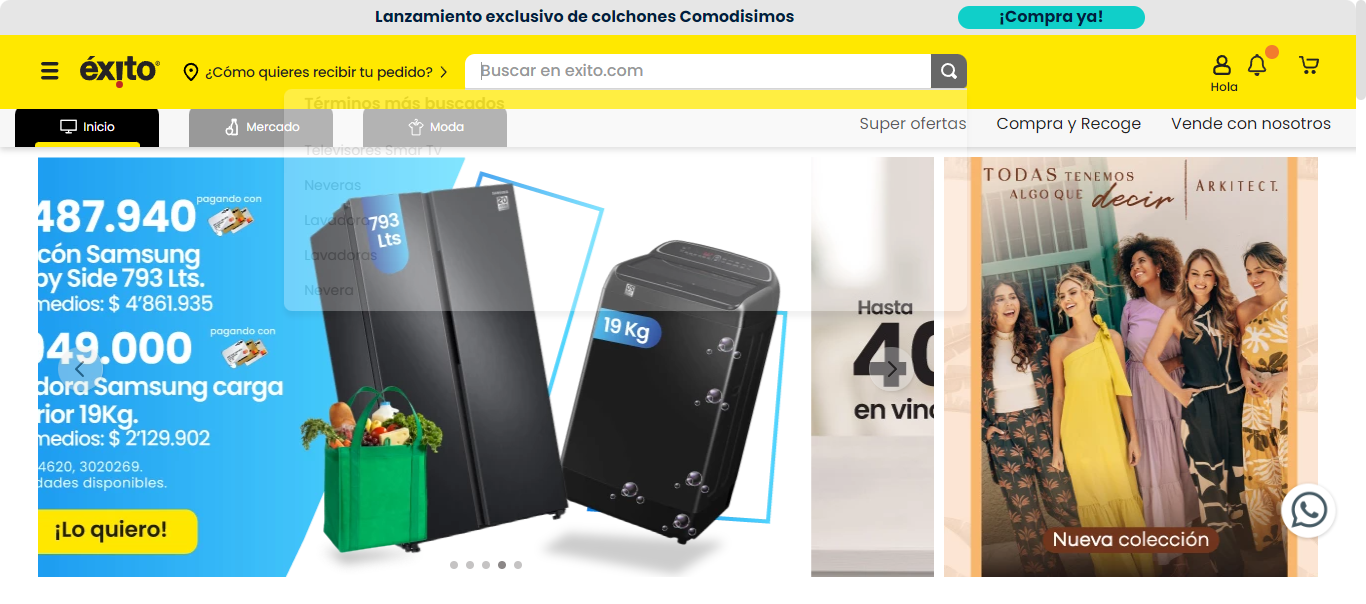 Lanzamiento exclusivo de colchones Comodisimos
¡Compra ya!
éxito
¿Cómo quieres recibir tu pedido?
Buscar en exito.com
Hola
Términos más buscados
Inicio
Mercado
Moda
Super ofertas
Compra y Recoge
Vende con nosotros
Televisores Smar Tv
Neveras
Lavadora
Lavadoras
Nevera
487.940
pagando con
cón Samsung
by Side 793 Lts.
medios: $ 4'861.935
949.000
pagando con
dora Samsung carga
rior 19Kg.
medios: $ 2'129.902
4620, 3020269.
dades disponibles.
¡Lo quiero!
793
Lts
SAMSUNG
19 Kg
Hasta
40
en vino
TODAS TENEMOS
ALGO QUE decir
ARKITECT.
Nueva colección